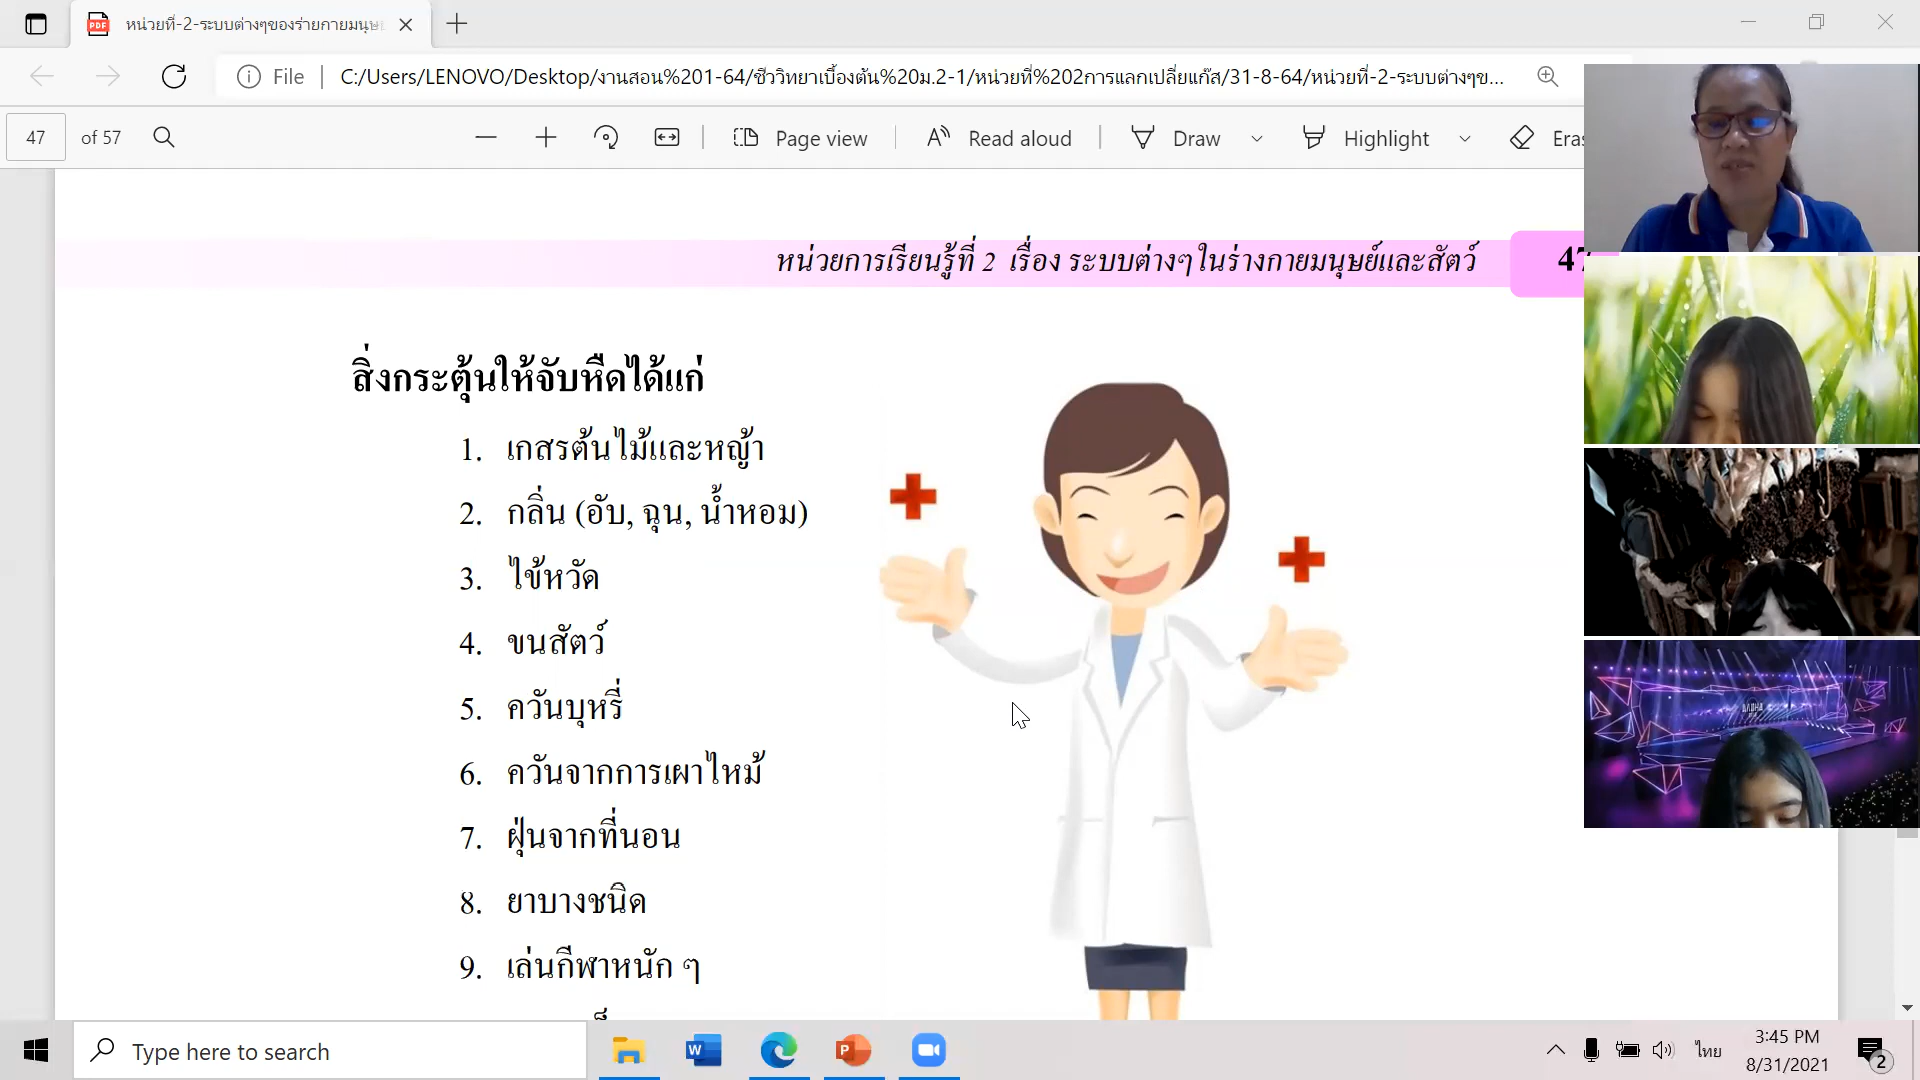 หน่วยที่-2-ระบบต่างๆของร่ายกายมนุษ
File
C:/Users/LENOVO/Desktop/งานสอน%201-64/ชีววิทยาเบื้องต้น%20ม.2-1/หน่วยที่%202การแลกเปลี่ยแก๊ส/31-8-64/หน่วยที่-2-ระบบต่างๆข...
47 of 57
Page view
Read aloud
Draw
Highlight
Eras
หน่วยการเรียนรู้ที่ 2 เรื่อง ระบบต่างๆในร่างกายมนุษย์และสัตว์
47
สิ่งกระตุ้นให้จับหืดได้แก่
1. เกสรต้นไม้และหญ้า
2. กลิ่น (อับ, ฉุน, น้ำหอม)
3. ไข้หวัด
4. ขนสัตว์
5. ควันบุหรี่
6. ควันจากการเผาไหม้
7. ฝุ่นจากที่นอน
8. ยาบางชนิด
9. เล่นกีฬาหนัก ๆ
Type here to search
ไทย
3:45 PM
8/31/2021
2